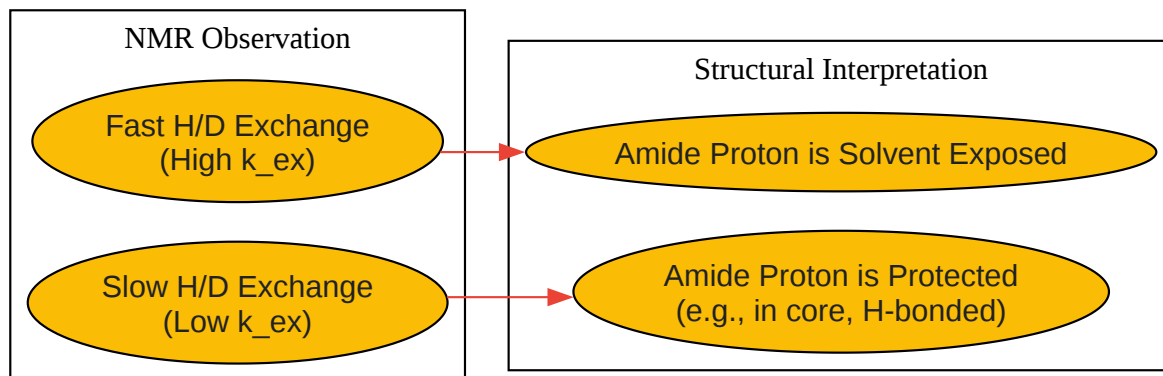 NMR Observation
Fast H/D Exchange
(High k_ex)
Slow H/D Exchange
(Low k_ex)
Structural Interpretation
Amide Proton is Solvent Exposed
Amide Proton is Protected
(e.g., in core, H-bonded)